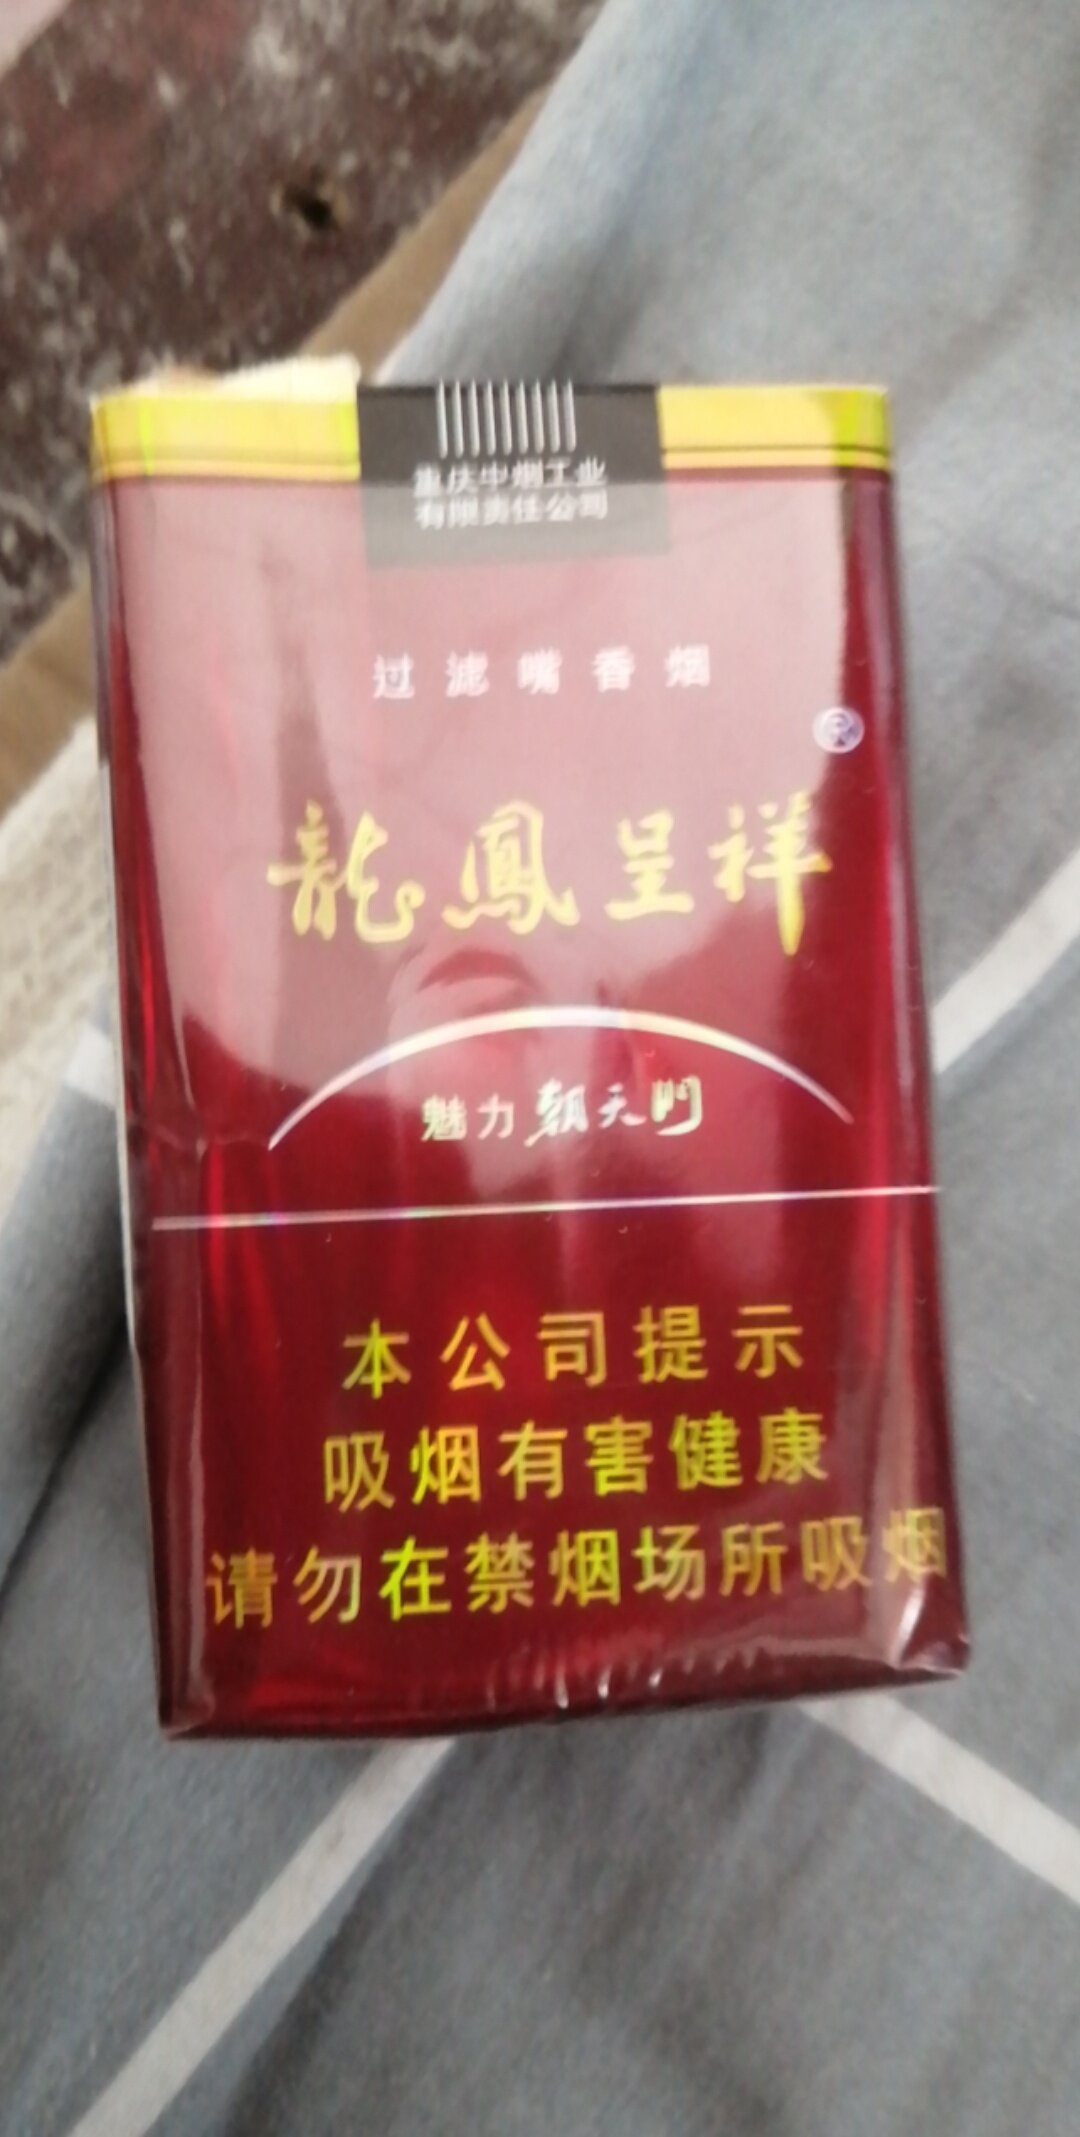 重庆中烟工业
有限责任公司
过滤嘴香烟
®
龍鳳呈祥
魅力朝天门
本公司提示
吸烟有害健康
请勿在禁烟场所吸烟